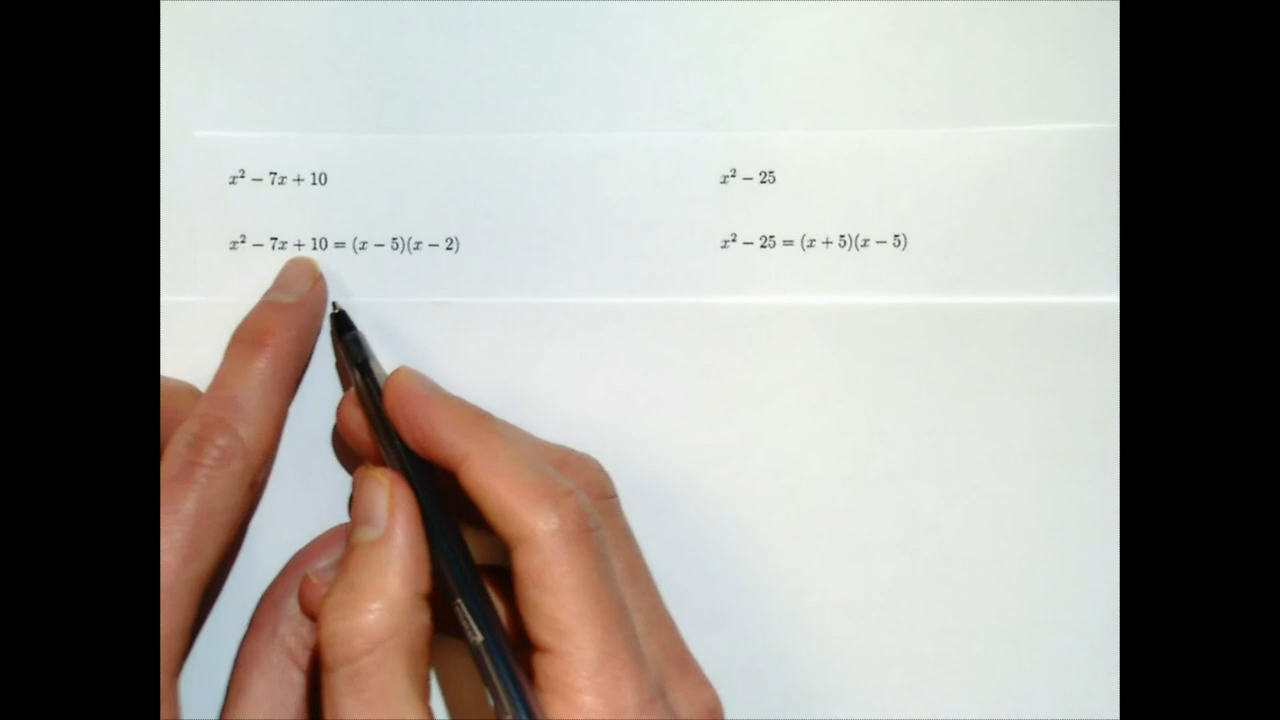 x² − 7x + 10
x² − 25
x² − 7x + 10 = (x − 5)(x − 2)
x² − 25 = (x + 5)(x − 5)